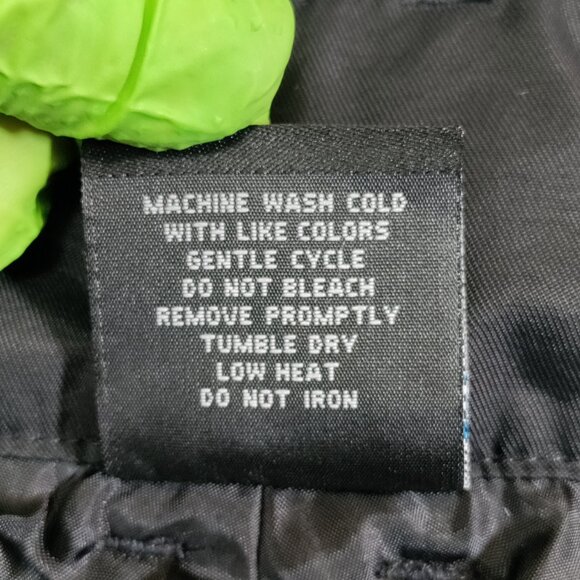 MACHINE WASH COLD
WITH LIKE COLORS
GENTLE CYCLE
DO NOT BLEACH
REMOVE PROMPTLY
TUMBLE DRY
LOW HEAT
DO NOT IRON